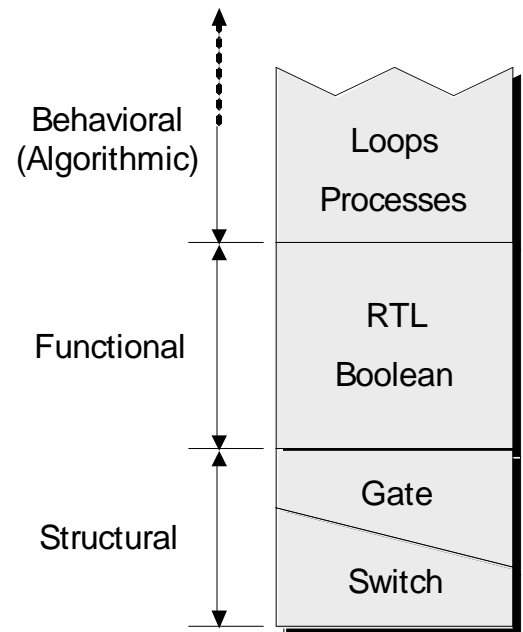 Behavioral
(Algorithmic)
Loops
Processes
Functional
RTL
Boolean
Structural
Gate
Switch